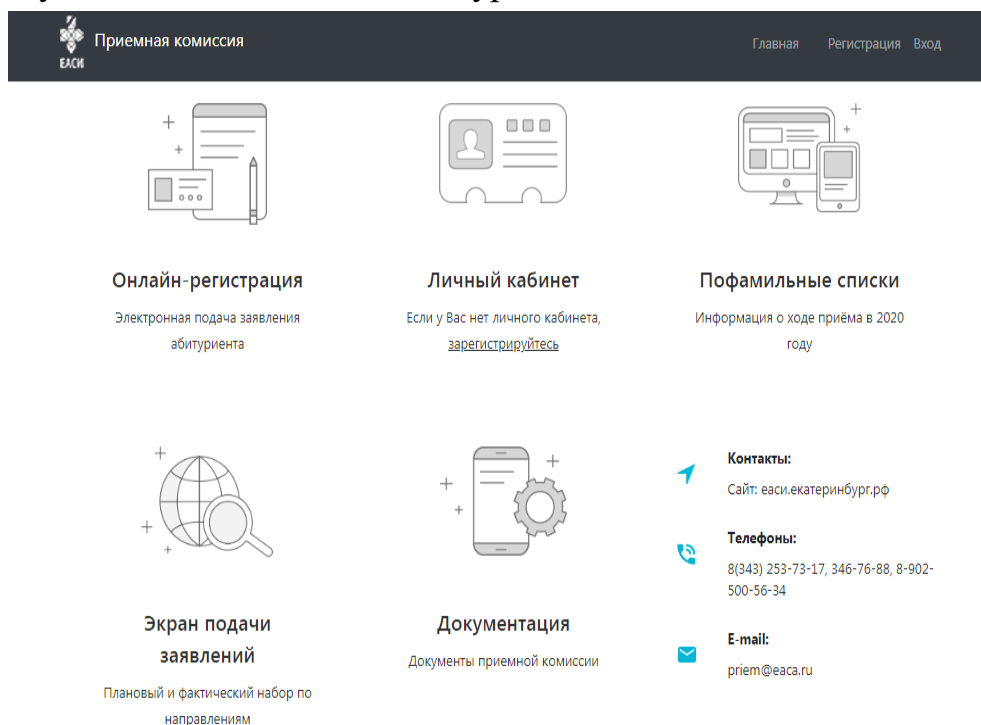 Приемная комиссия
ЕАСИ
Главная Регистрация Вход
Онлайн-регистрация
Электронная подача заявления
абитуриента
Личный кабинет
Если у Вас нет личного кабинета,
зарегистрируйтесь
Пофамильные списки
Информация о ходе приёма в 2020
году
Экран подачи
заявлений
Плановый и фактический набор по
направлениям
Документация
Документы приемной комиссии
Контакты:
Сайт: еаси.екатеринбург.рф
Телефоны:
8(343) 253-73-17, 346-76-88, 8-902-
500-56-34
E-mail:
priem@eaca.ru